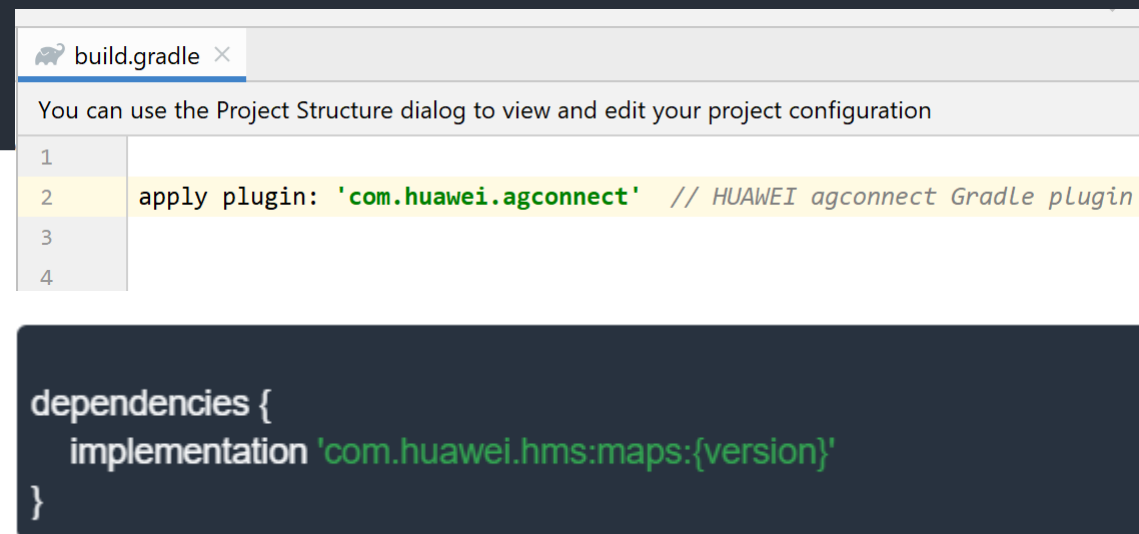 build.gradle
You can use the Project Structure dialog to view and edit your project configuration
1
2 apply plugin: 'com.huawei.agconnect' // HUAWEI agconnect Gradle plugin
3
4
dependencies {
implementation 'com.huawei.hms:maps:{version}'
}